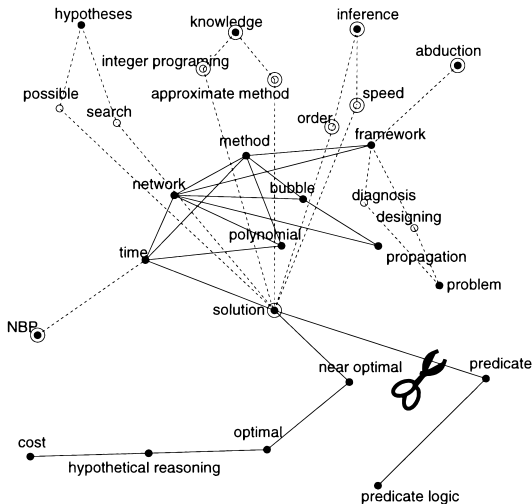 hypotheses
knowledge
inference
integer programing
abduction
possible
approximate method
speed
search
order
framework
method
network
bubble
diagnosis
designing
polynomial
time
propagation
problem
solution
NBP
near optimal
predicate
optimal
cost
hypothetical reasoning
predicate logic